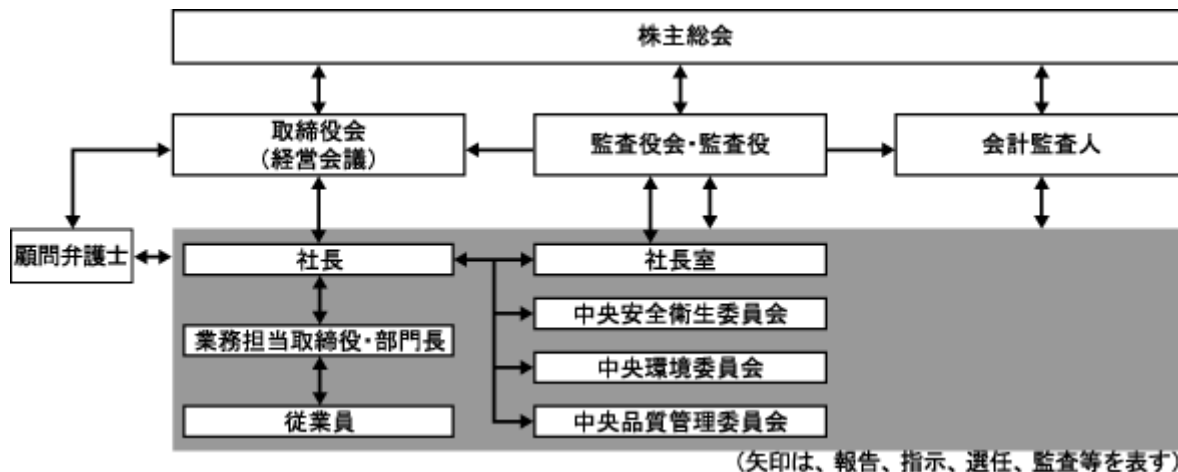 株主総会
取締役会
(経営会議)
監査役会・監査役
会計監査人
顧問弁護士
社長
社長室
中央安全衛生委員会
業務担当取締役・部門長
中央環境委員会
従業員
中央品質管理委員会
(矢印は、報告、指示、選任、監査等を表す)